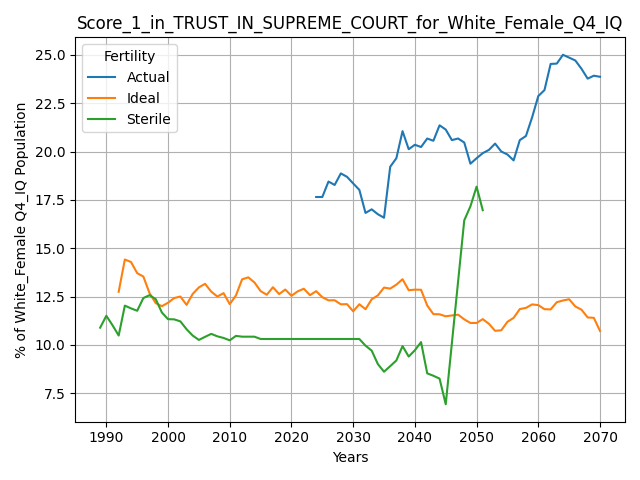 Score_1_in_TRUST_IN_SUPREME_COURT_for_White_Female_Q4_IQ
Fertility
Actual
Ideal
Sterile
% of White_Female Q4_IQ Population
25.0
22.5
20.0
17.5
15.0
12.5
10.0
7.5
1990 2000 2010 2020 2030 2040 2050 2060 2070
Years